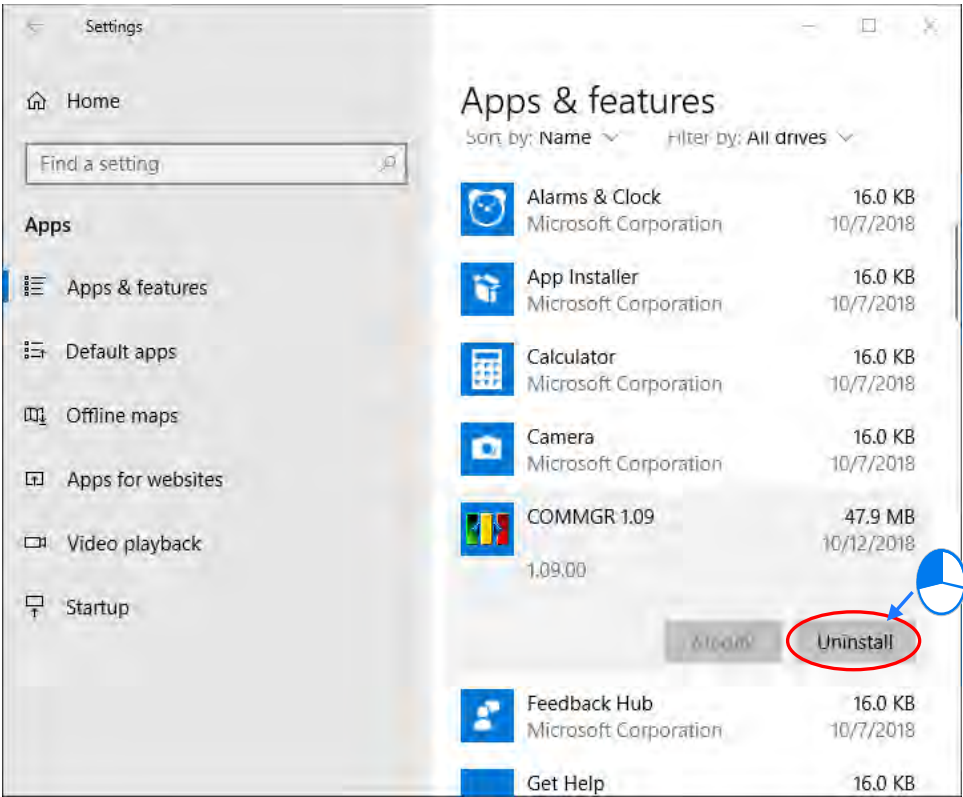 Settings
Home
Find a setting
Apps
Apps & features
Default apps
Offline maps
Apps for websites
Video playback
Startup
Apps & features
Sort by: Name Filter by: All drives
Alarms & Clock 16.0 KB
Microsoft Corporation 10/7/2018
App Installer 16.0 KB
Microsoft Corporation 10/7/2018
Calculator 16.0 KB
Microsoft Corporation 10/7/2018
Camera 16.0 KB
Microsoft Corporation 10/7/2018
COMMGR 1.09 47.9 MB
10/12/2018
1.09.00
Modify Uninstall
Feedback Hub 16.0 KB
Microsoft Corporation 10/7/2018
Get Help 16.0 KB